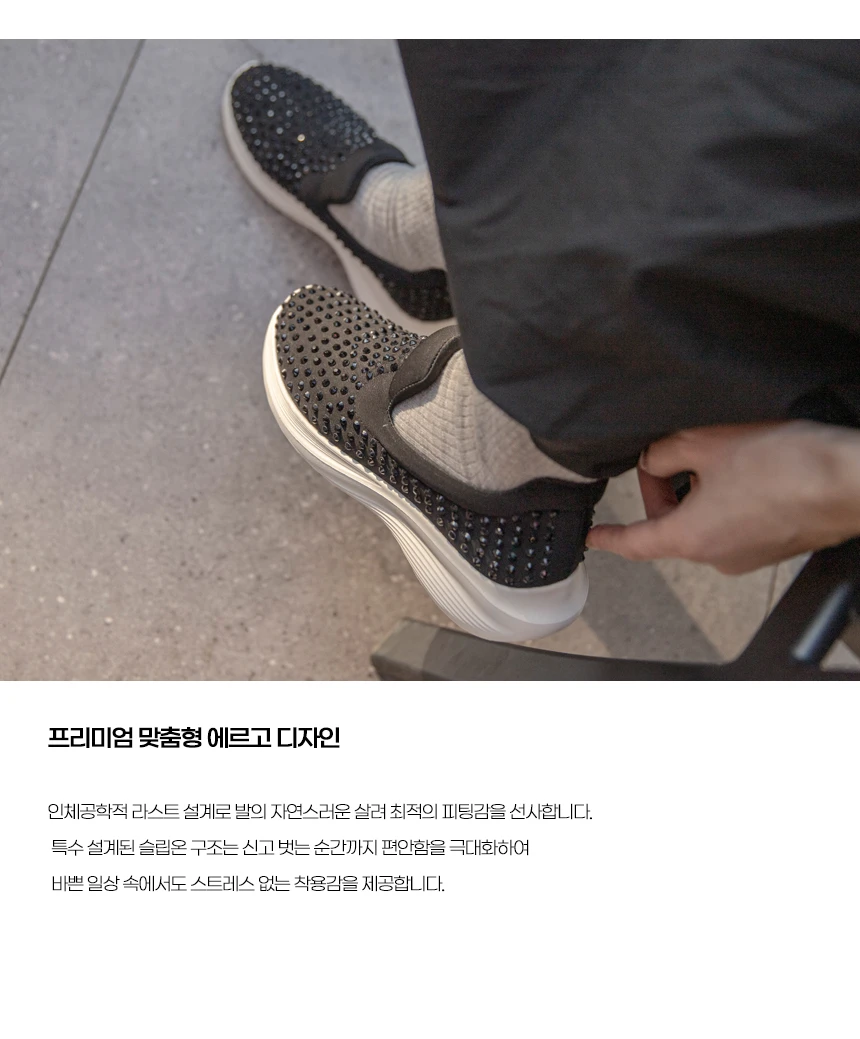 프리미엄 맞춤형 에르고 디자인
인체공학적 라스트 설계로 발의 자연스러운 살려 최적의 피팅감을 선사합니다.
특수 설계된 슬립온 구조는 신고 벗는 순간까지 편안함을 극대화하여
바쁜 일상 속에서도 스트레스 없는 착용감을 제공합니다.